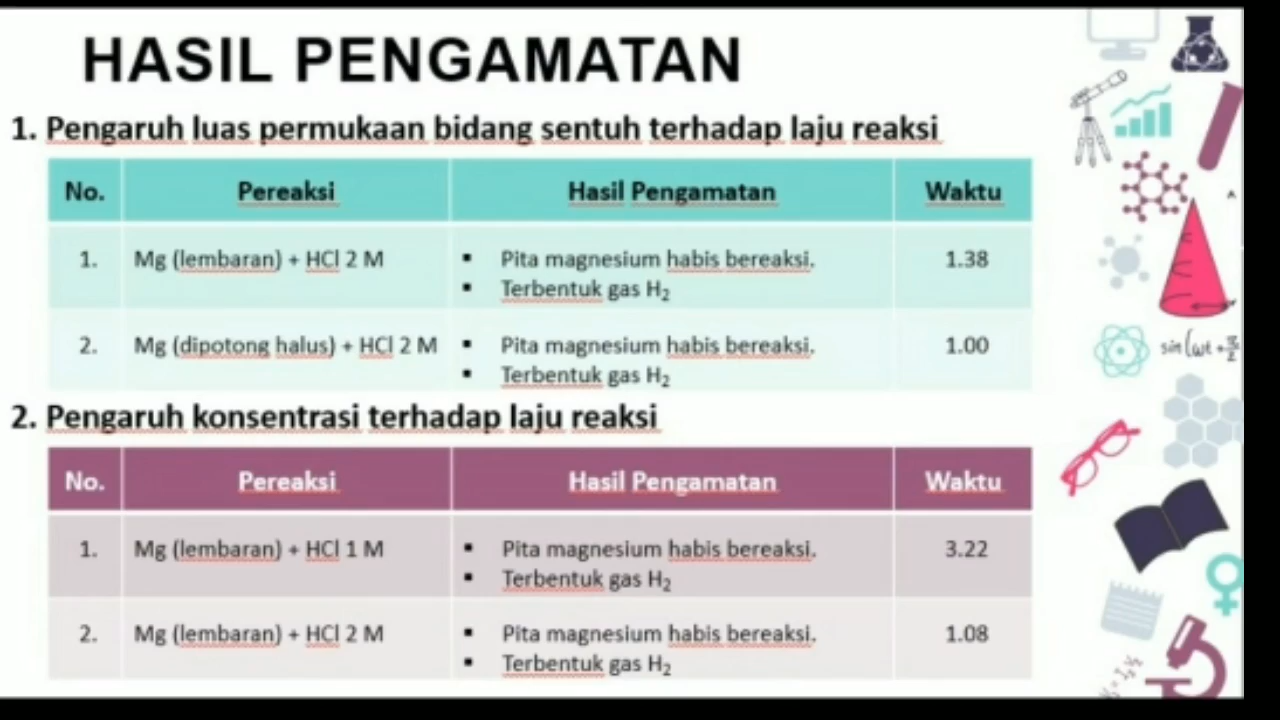 HASIL PENGAMATAN
1. Pengaruh luas permukaan bidang sentuh terhadap laju reaksi
No. Pereaksi Hasil Pengamatan Waktu
1. Mg (lembaran) + HCl 2 M ▪ Pita magnesium habis bereaksi. 1.38
▪ Terbentuk gas H₂
2. Mg (dipotong halus) + HCl 2 M ▪ Pita magnesium habis bereaksi. 1.00
▪ Terbentuk gas H₂
2. Pengaruh konsentrasi terhadap laju reaksi
No. Pereaksi Hasil Pengamatan Waktu
1. Mg (lembaran) + HCl 1 M ▪ Pita magnesium habis bereaksi. 3.22
▪ Terbentuk gas H₂
2. Mg (lembaran) + HCl 2 M ▪ Pita magnesium habis bereaksi. 1.08
▪ Terbentuk gas H₂